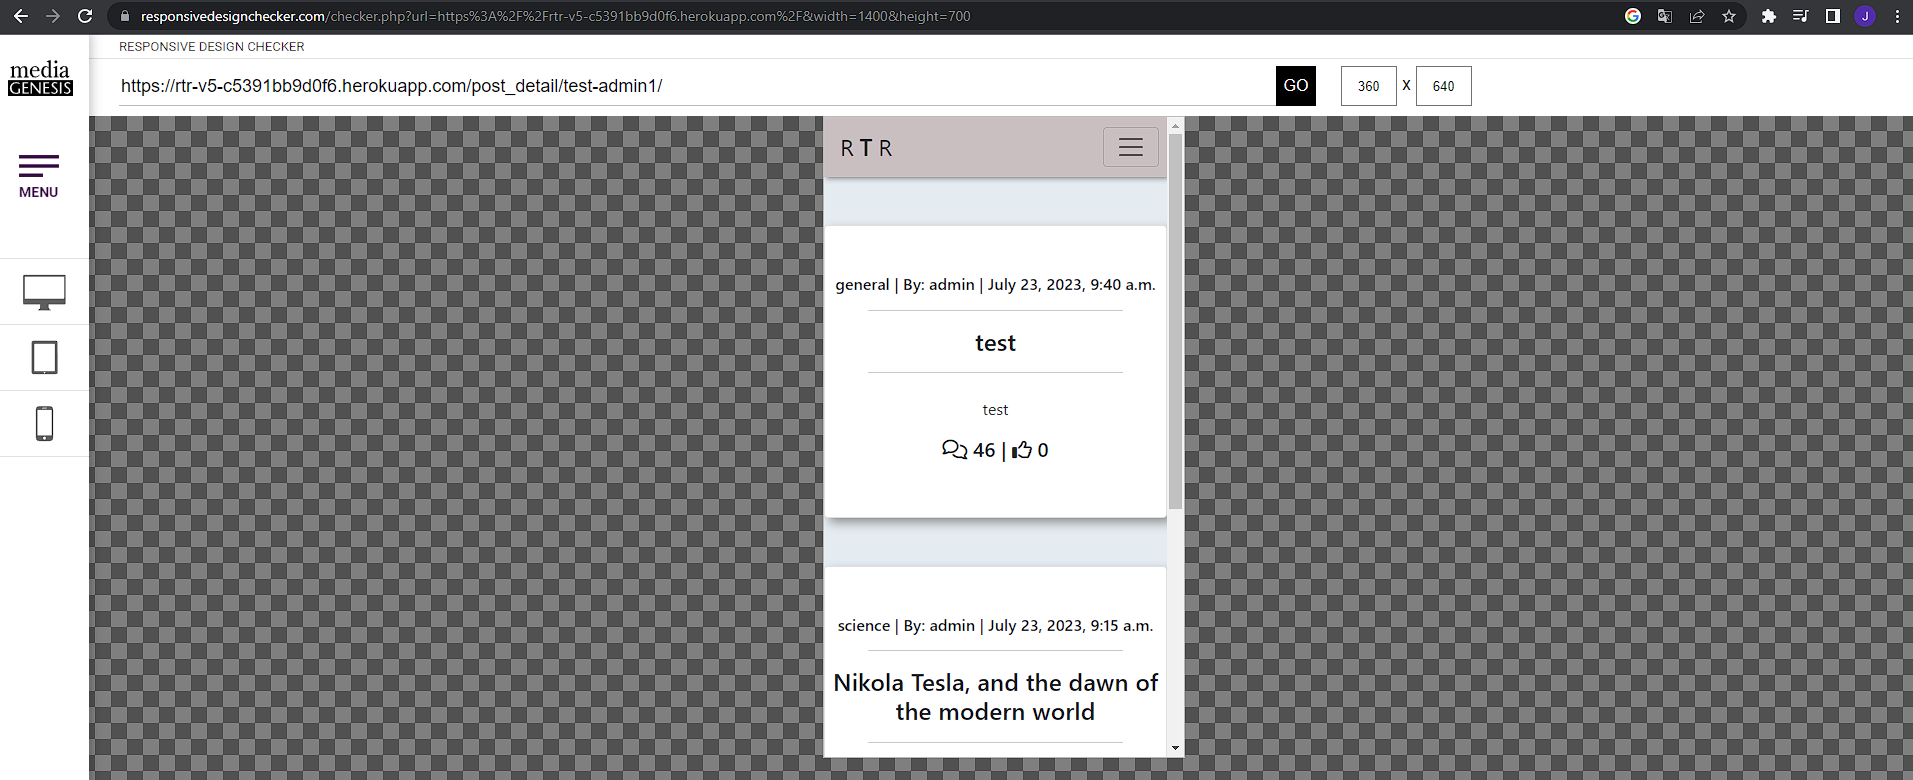 responsivedesignchecker.com/checker.php?url=https%3A%2F%2Frtr-v5-c5391bb9d0f6.herokuapp.com%2F&width=1400&height=700
J
RESPONSIVE DESIGN CHECKER
media
GENESIS
https://rtr-v5-c5391bb9d0f6.herokuapp.com/post_detail/test-admin1/
GO
360 X 640
MENU
R T R
general | By: admin | July 23, 2023, 9:40 a.m.
test
test
46 | 0
science | By: admin | July 23, 2023, 9:15 a.m.
Nikola Tesla, and the dawn of
the modern world